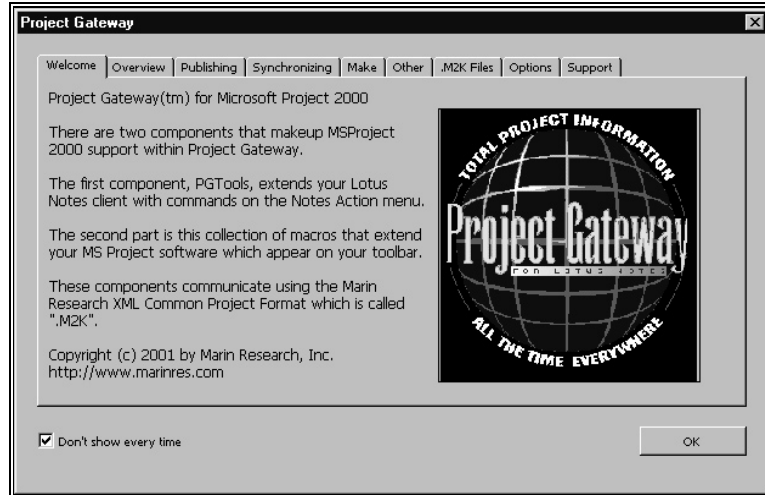 Project Gateway
Welcome Overview Publishing Synchronizing Make Other .M2K Files Options Support
Project Gateway(tm) for Microsoft Project 2000
There are two components that makeup MSProject
2000 support within Project Gateway.
The first component, PGTools, extends your Lotus
Notes client with commands on the Notes Action menu.
The second part is this collection of macros that extend
your MS Project software which appear on your toolbar.
These components communicate using the Marin
Research XML Common Project Format which is called
".M2K".
Copyright (c) 2001 by Marin Research, Inc.
http://www.marinres.com
TOTAL PROJECT INFORMATION
Project Gateway
FOR LOTUS NOTES
ALL THE TIME EVERYWHERE
Don't show every time
OK